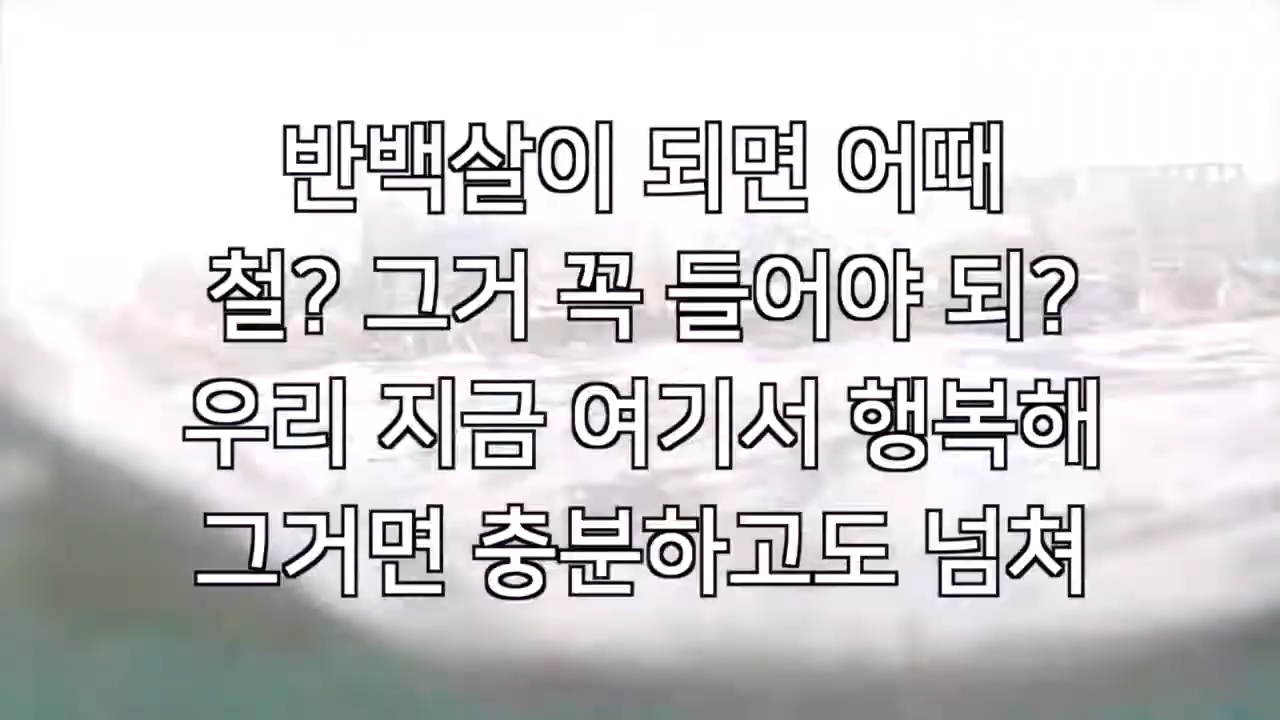 반백살이 되면 어때
철? 그거 꼭 들어야 되?
우리 지금 여기서 행복해
그거면 충분하고도 넘쳐